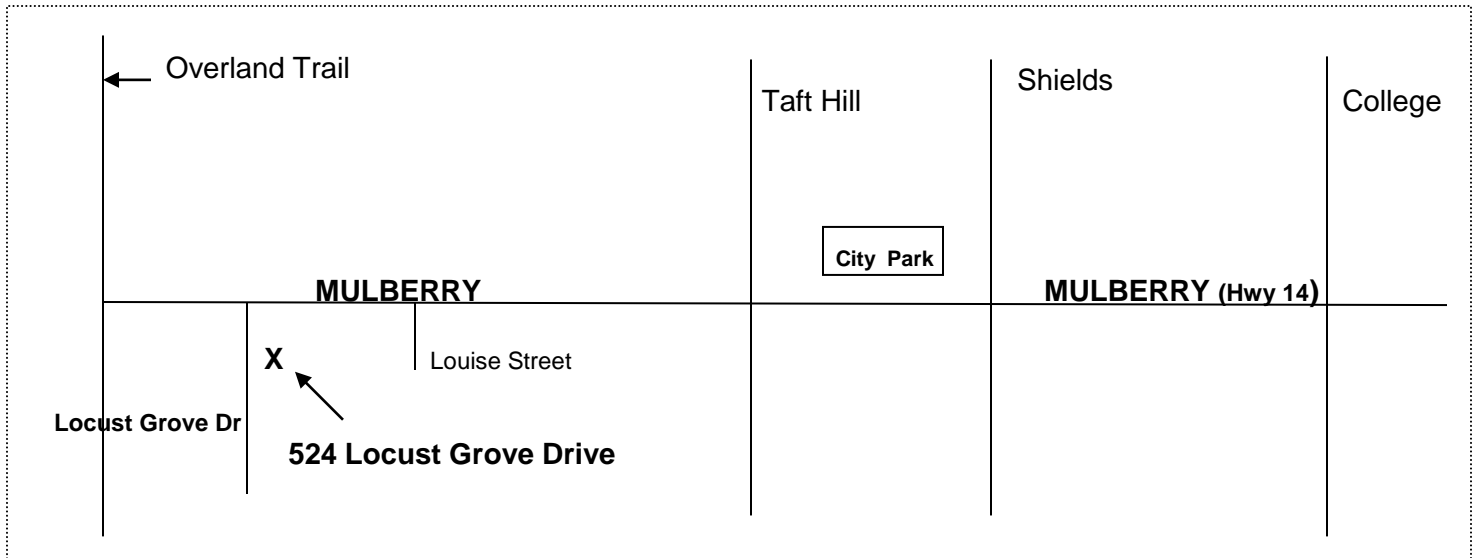 Overland Trail
Shields
Taft Hill
College
City Park
MULBERRY
MULBERRY (Hwy 14)
X
Louise Street
Locust Grove Dr
524 Locust Grove Drive